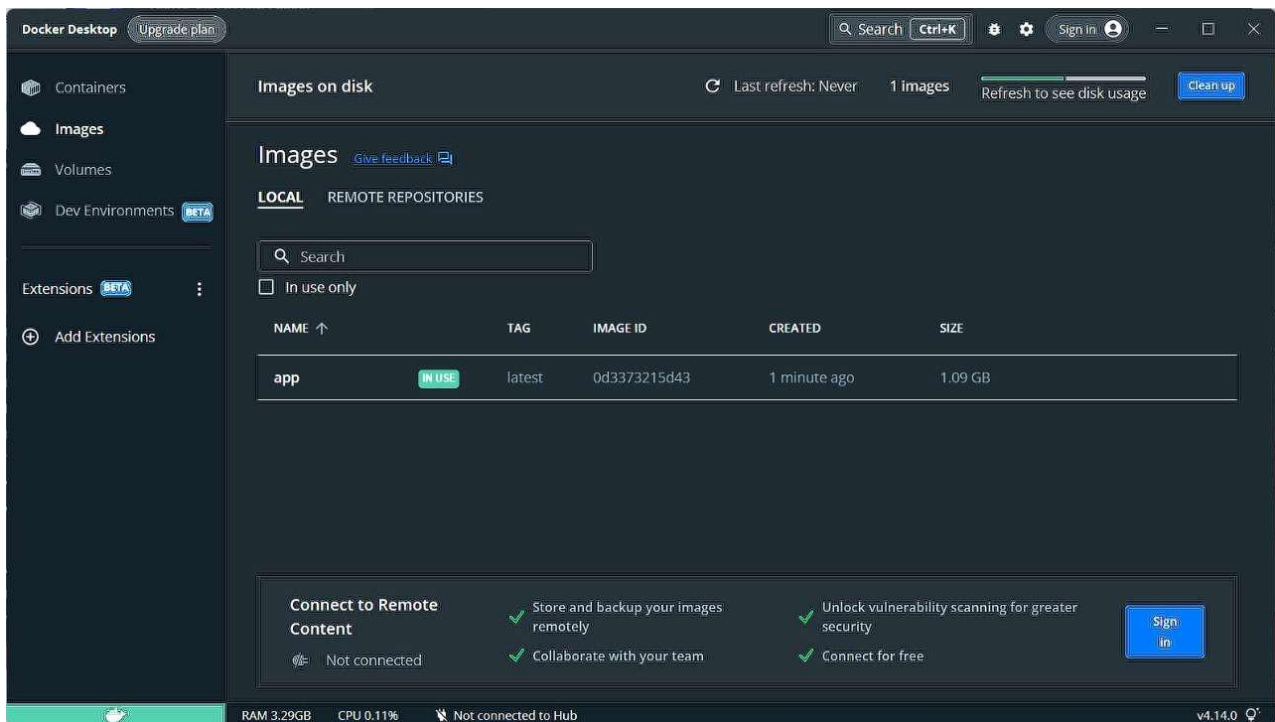 Docker Desktop Upgrade plan Search Ctrl+K Sign in
Containers
Images
Volumes
Dev Environments BETA
Extensions BETA
Add Extensions
Images on disk Last refresh: Never 1 images Refresh to see disk usage Clean up
Images Give feedback
LOCAL REMOTE REPOSITORIES
Search
In use only
NAME TAG IMAGE ID CREATED SIZE
app IN USE latest 0d3373215d43 1 minute ago 1.09 GB
Connect to Remote
Content
Not connected
Store and backup your images
remotely
Collaborate with your team
Unlock vulnerability scanning for greater
security
Connect for free
Sign
in
RAM 3.29GB CPU 0.11% Not connected to Hub v4.14.0